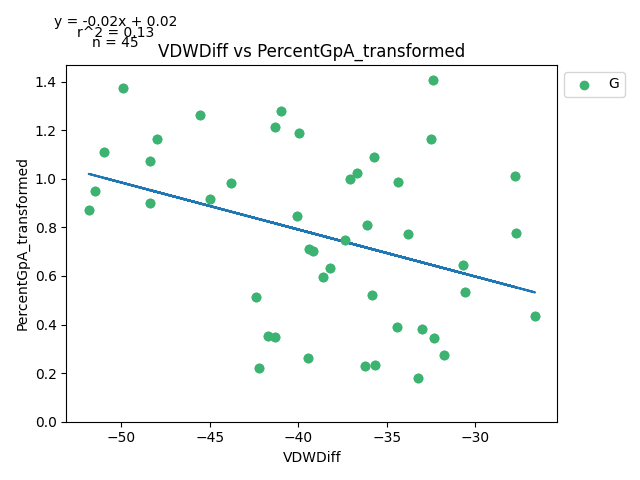 y = -0.02x + 0.02
r^2 = 0.13
n = 45
VDWDiff vs PercentGpA_transformed
G
PercentGpA_transformed
1.4
1.2
1.0
0.8
0.6
0.4
0.2
0.0
−50
−45
−40
−35
−30
VDWDiff